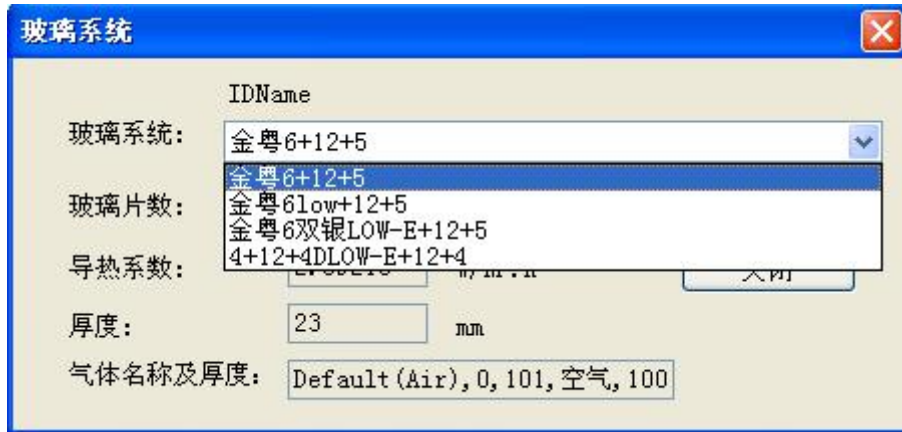 玻璃系统
IDName
玻璃系统：
金粤6+12+5
金粤6+12+5
金粤6low+12+5
玻璃片数：
金粤6双银LOW-E+12+5
4+12+4DLOW-E+12+4
导热系数：
关闭
厚度：
23
mm
气体名称及厚度：
Default(Air),0,101,空气,100